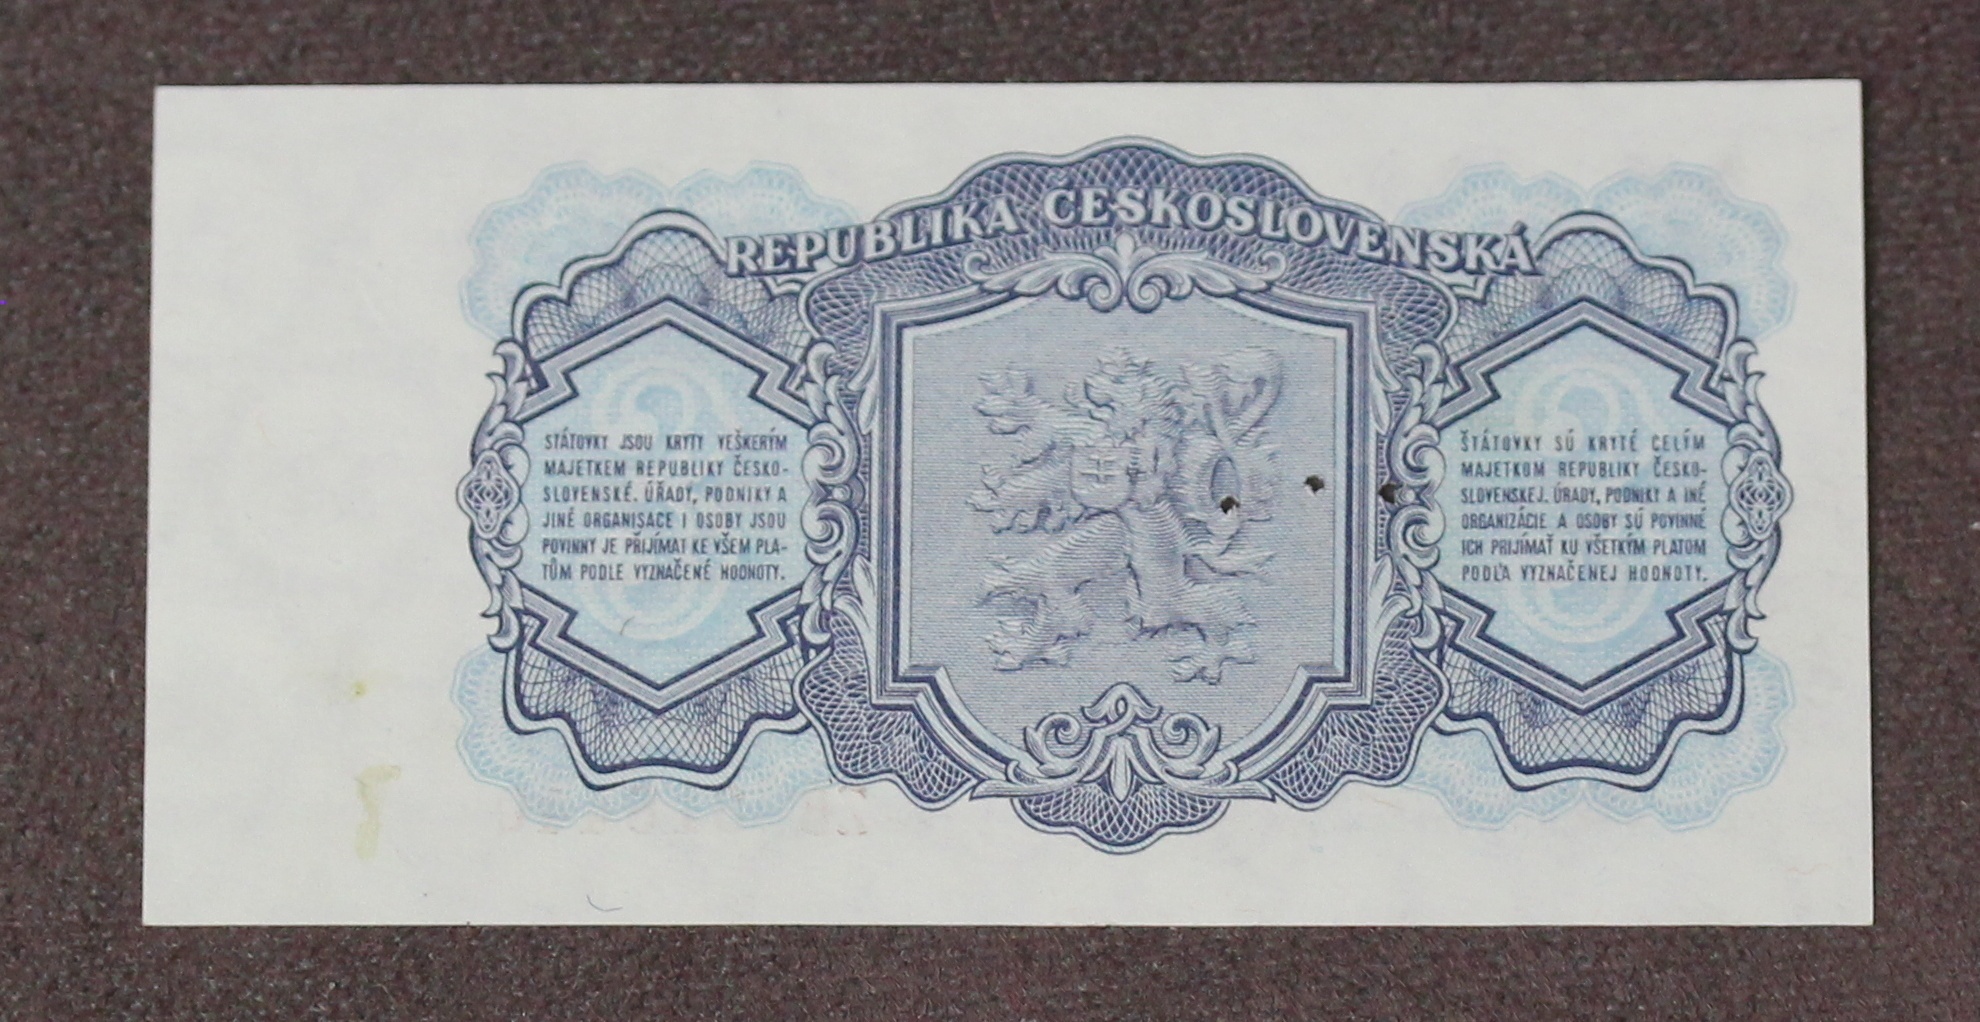 REPUBLIKA ČESKOSLOVENSKÁ
STÁTOVKY JSOU KRYTY VEŠKERÝM
MAJETKEM REPUBLIKY ČESKO-
SLOVENSKÉ. ÚŘADY, PODNIKY A
JINÉ ORGANISACE I OSOBY JSOU
POVINNY JE PŘIJÍMAT KE VŠEM PLA-
TŮM PODLE VYZNAČENÉ HODNOTY.
ŠTÁTOVKY SÚ KRYTÉ CELÝM
MAJETKOM REPUBLIKY ČESKO-
SLOVENSKEJ. ÚRADY, PODNIKY A INÉ
ORGANIZÁCIE A OSOBY SÚ POVINNÉ
ICH PRIJÍMAŤ KU VŠETKÝM PLATOM
PODĽA VYZNAČENEJ HODNOTY.
3
3